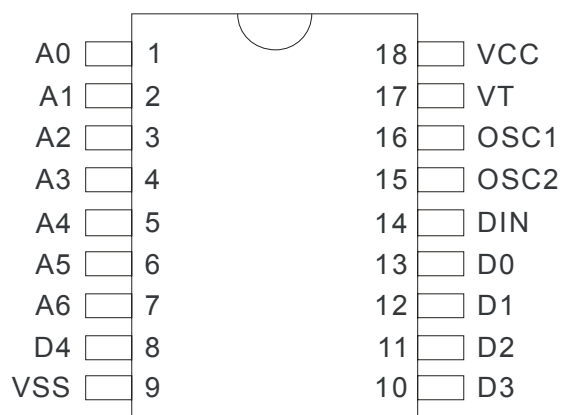 A0 1 18 VCC
A1 2 17 VT
A2 3 16 OSC1
A3 4 15 OSC2
A4 5 14 DIN
A5 6 13 D0
A6 7 12 D1
D4 8 11 D2
VSS 9 10 D3